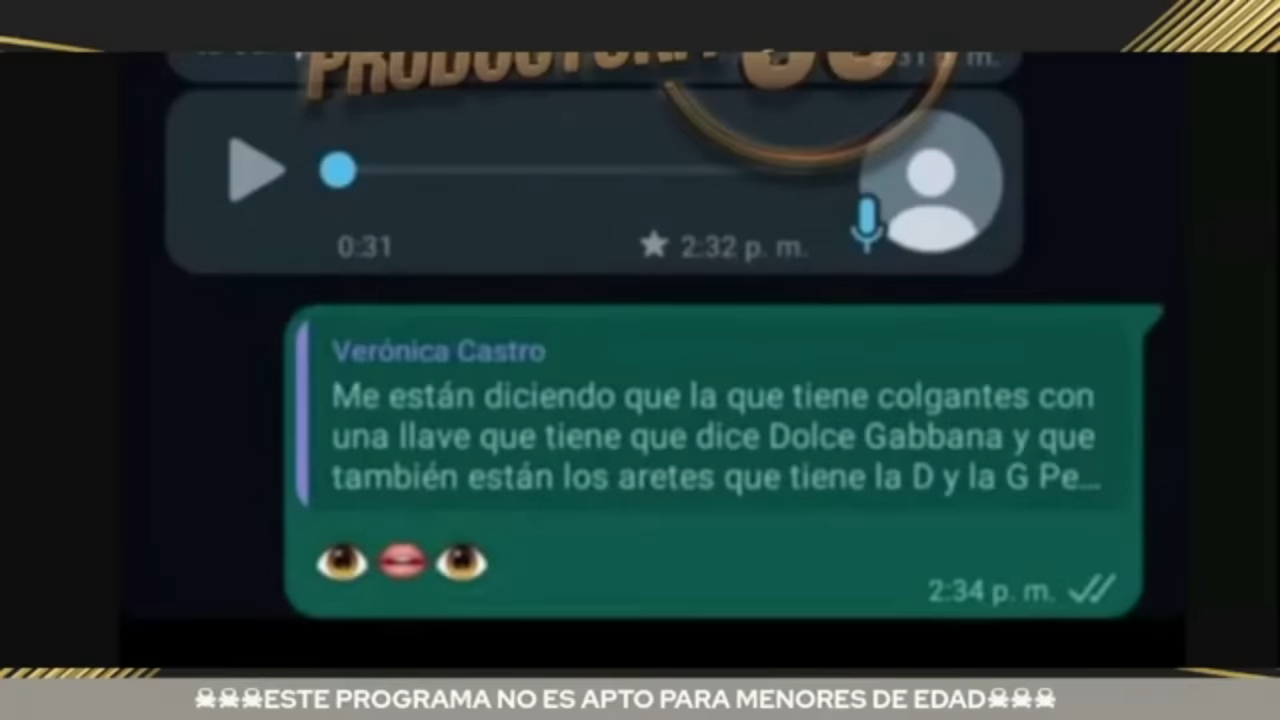 PRODUCTORA
0:31
★ 2:32 p. m.
Verónica Castro
Me están diciendo que la que tiene colgantes con
una llave que tiene que dice Dolce Gabbana y que
también están los aretes que tiene la D y la G Pe...
2:34 p. m.
☠☠☠ESTE PROGRAMA NO ES APTO PARA MENORES DE EDAD☠☠☠